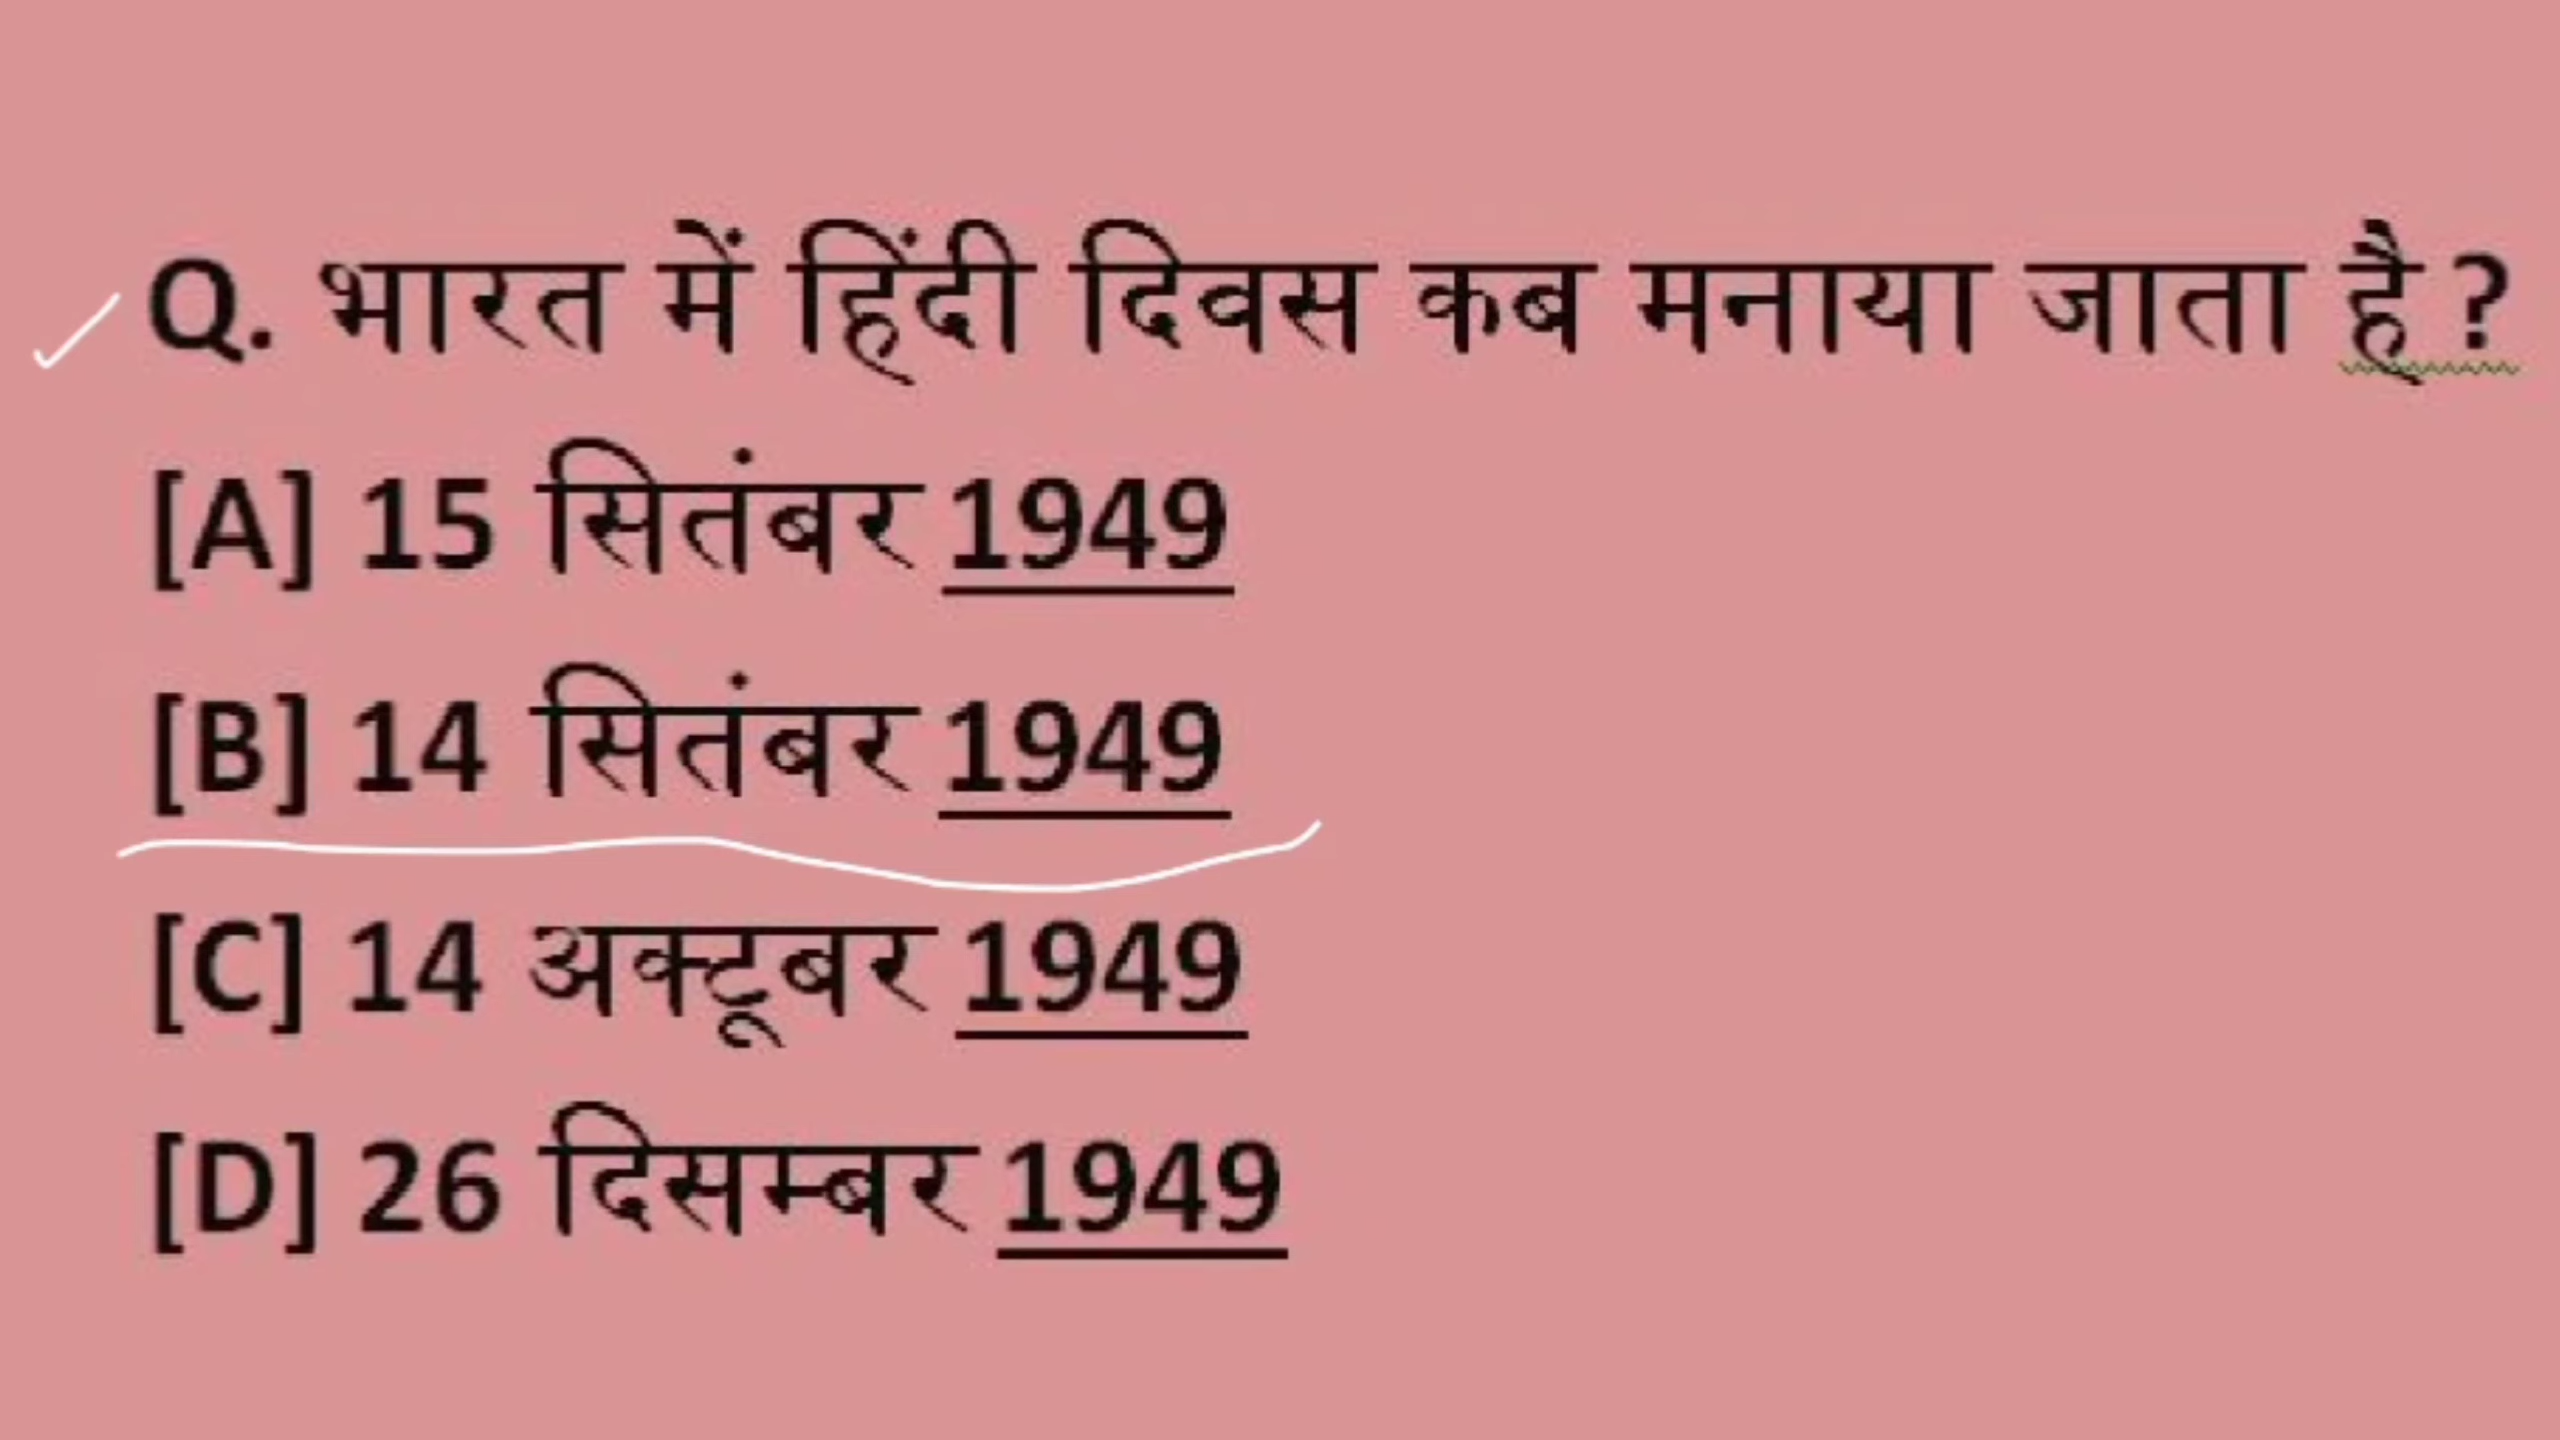 Q. भारत में हिंदी दिवस कब मनाया जाता है ?
[A] 15 सितंबर 1949
[B] 14 सितंबर 1949
[C] 14 अक्टूबर 1949
[D] 26 दिसम्बर 1949